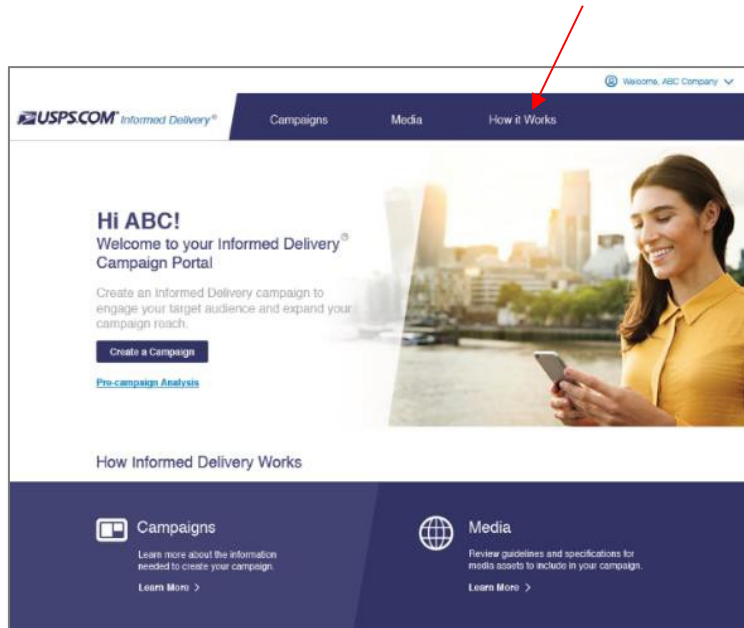 Welcome, ABC Company
USPS.COM® Informed Delivery®
Campaigns
Media
How it Works
Hi ABC!
Welcome to your Informed Delivery®
Campaign Portal
Create an Informed Delivery campaign to
engage your target audience and expand your
campaign reach.
Create a Campaign
Pre-campaign Analysis
How Informed Delivery Works
Campaigns
Learn more about the information
needed to create your campaign.
Learn More >
Media
Review guidelines and specifications for
media assets to include in your campaign.
Learn More >